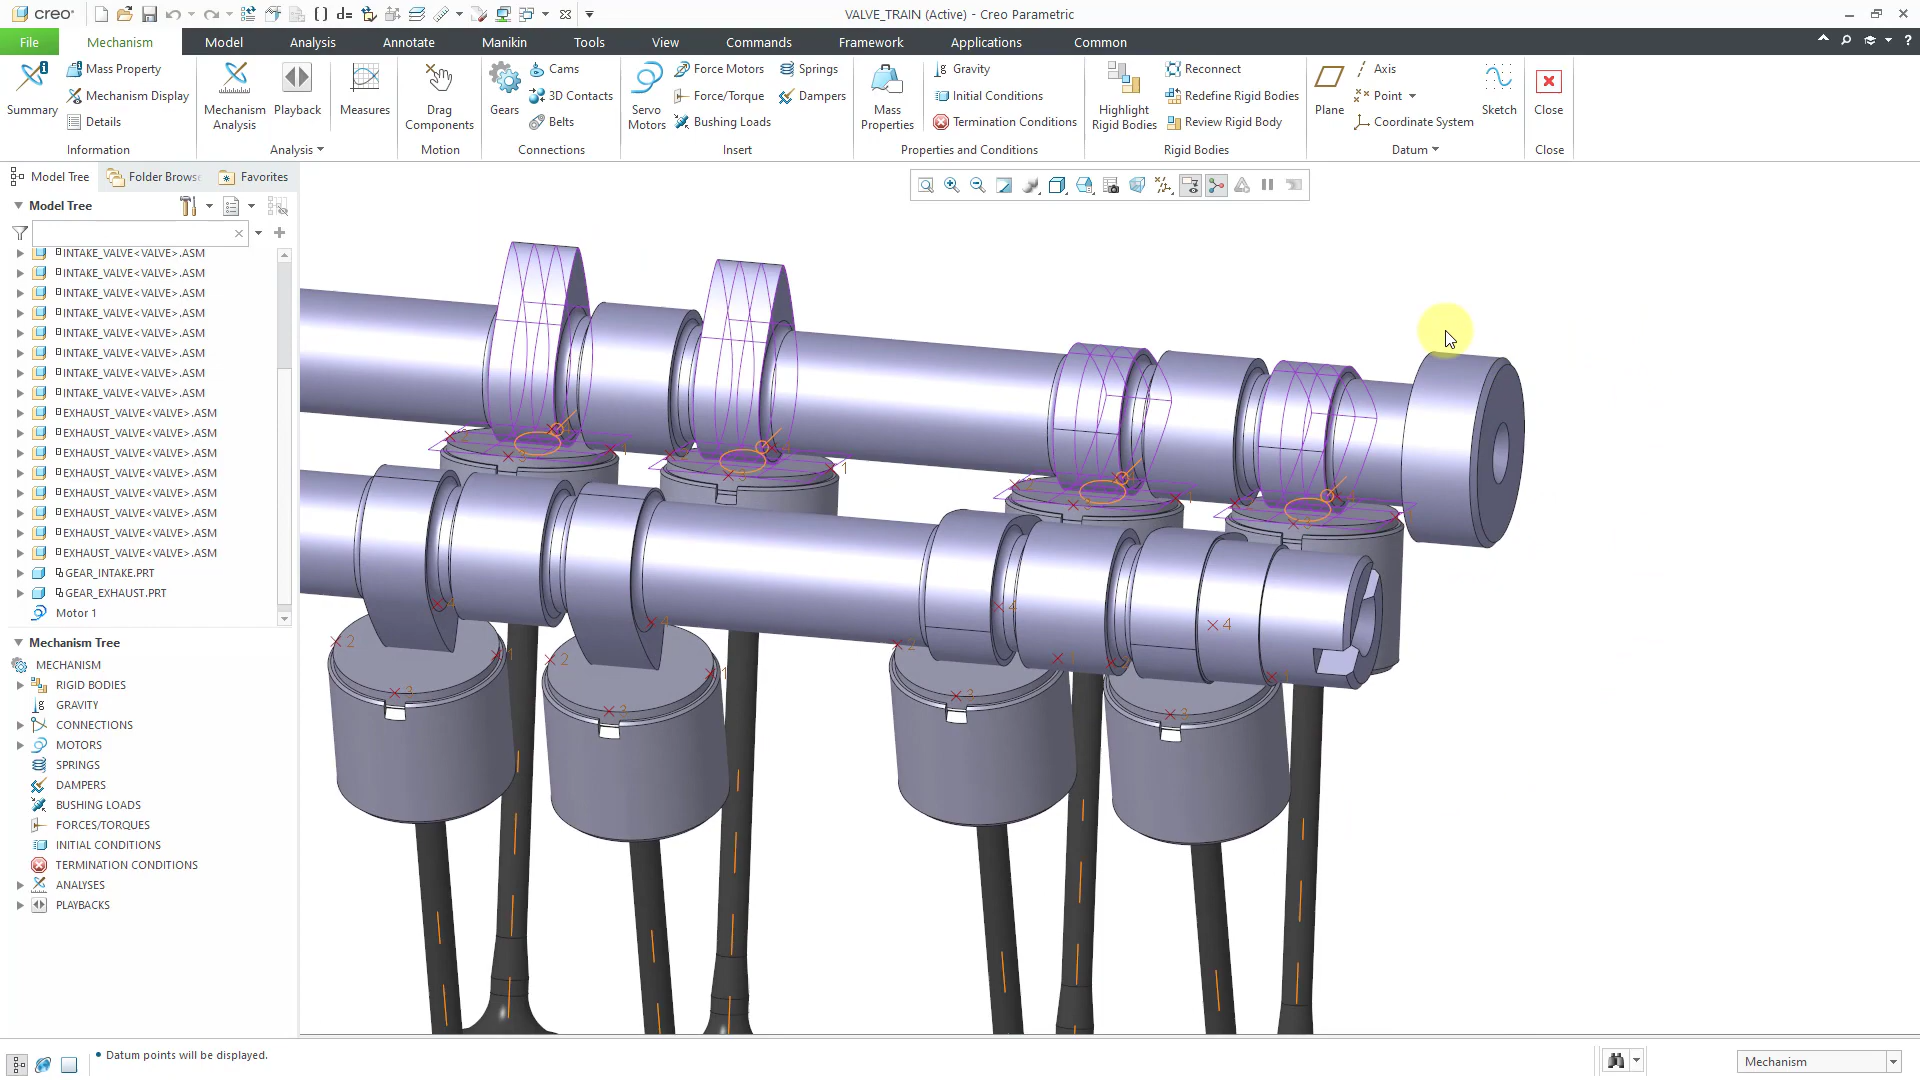 creo
VALVE_TRAIN (Active) - Creo Parametric
File
Mechanism
Model
Analysis
Annotate
Manikin
Tools
View
Commands
Framework
Applications
Common
Summary
Mass Property
Mechanism Display
Details
Information
Mechanism Analysis
Playback
Measures
Analysis
Drag Components
Motion
Gears
Cams
3D Contacts
Belts
Connections
Servo Motors
Force Motors
Force/Torque
Bushing Loads
Springs
Dampers
Insert
Mass Properties
Gravity
Initial Conditions
Termination Conditions
Properties and Conditions
Highlight Rigid Bodies
Reconnect
Redefine Rigid Bodies
Review Rigid Body
Rigid Bodies
Plane
Axis
Point
Coordinate System
Sketch
Datum
Close
Close
Model Tree
Folder Brows
Favorites
Model Tree
INTAKE_VALVE<VALVE>.ASM
INTAKE_VALVE<VALVE>.ASM
INTAKE_VALVE<VALVE>.ASM
INTAKE_VALVE<VALVE>.ASM
INTAKE_VALVE<VALVE>.ASM
INTAKE_VALVE<VALVE>.ASM
INTAKE_VALVE<VALVE>.ASM
INTAKE_VALVE<VALVE>.ASM
EXHAUST_VALVE<VALVE>.ASM
EXHAUST_VALVE<VALVE>.ASM
EXHAUST_VALVE<VALVE>.ASM
EXHAUST_VALVE<VALVE>.ASM
EXHAUST_VALVE<VALVE>.ASM
EXHAUST_VALVE<VALVE>.ASM
EXHAUST_VALVE<VALVE>.ASM
EXHAUST_VALVE<VALVE>.ASM
GEAR_INTAKE.PRT
GEAR_EXHAUST.PRT
Motor 1
Mechanism Tree
MECHANISM
RIGID BODIES
GRAVITY
CONNECTIONS
MOTORS
SPRINGS
DAMPERS
BUSHING LOADS
FORCES/TORQUES
INITIAL CONDITIONS
TERMINATION CONDITIONS
ANALYSES
PLAYBACKS
Datum points will be displayed.
Mechanism